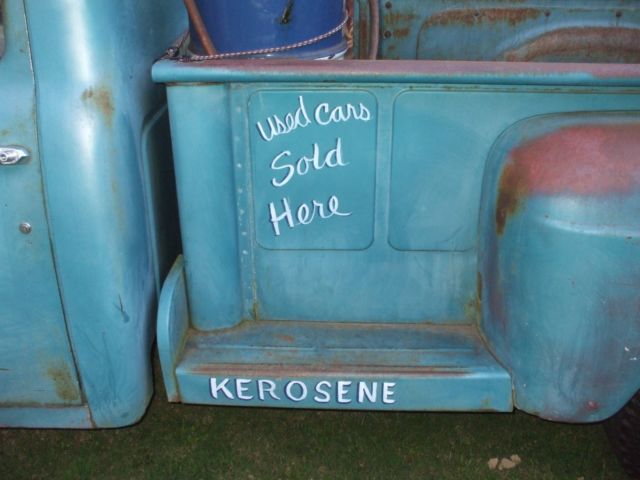 used cars
Sold
Here
KEROSENE